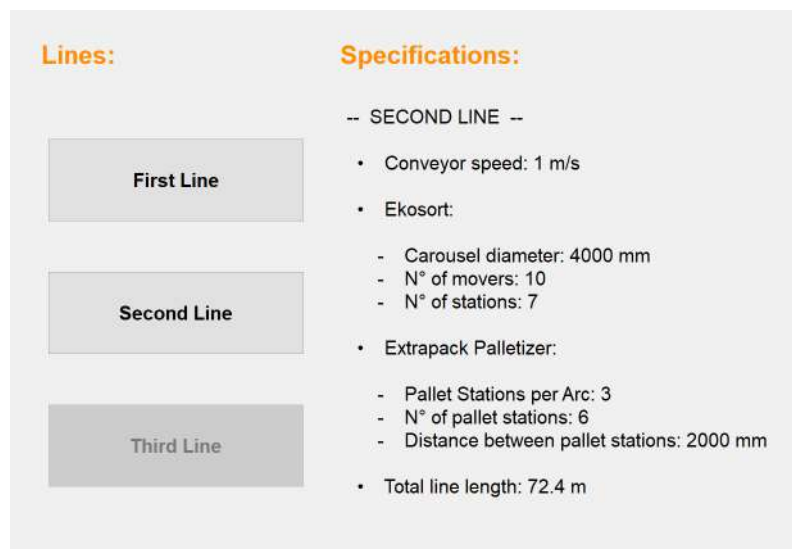 Lines:
First Line
Second Line
Third Line
Specifications:
-- SECOND LINE --
• Conveyor speed: 1 m/s
• Ekosort:
- Carousel diameter: 4000 mm
- N° of movers: 10
- N° of stations: 7
• Extrapack Palletizer:
- Pallet Stations per Arc: 3
- N° of pallet stations: 6
- Distance between pallet stations: 2000 mm
• Total line length: 72.4 m